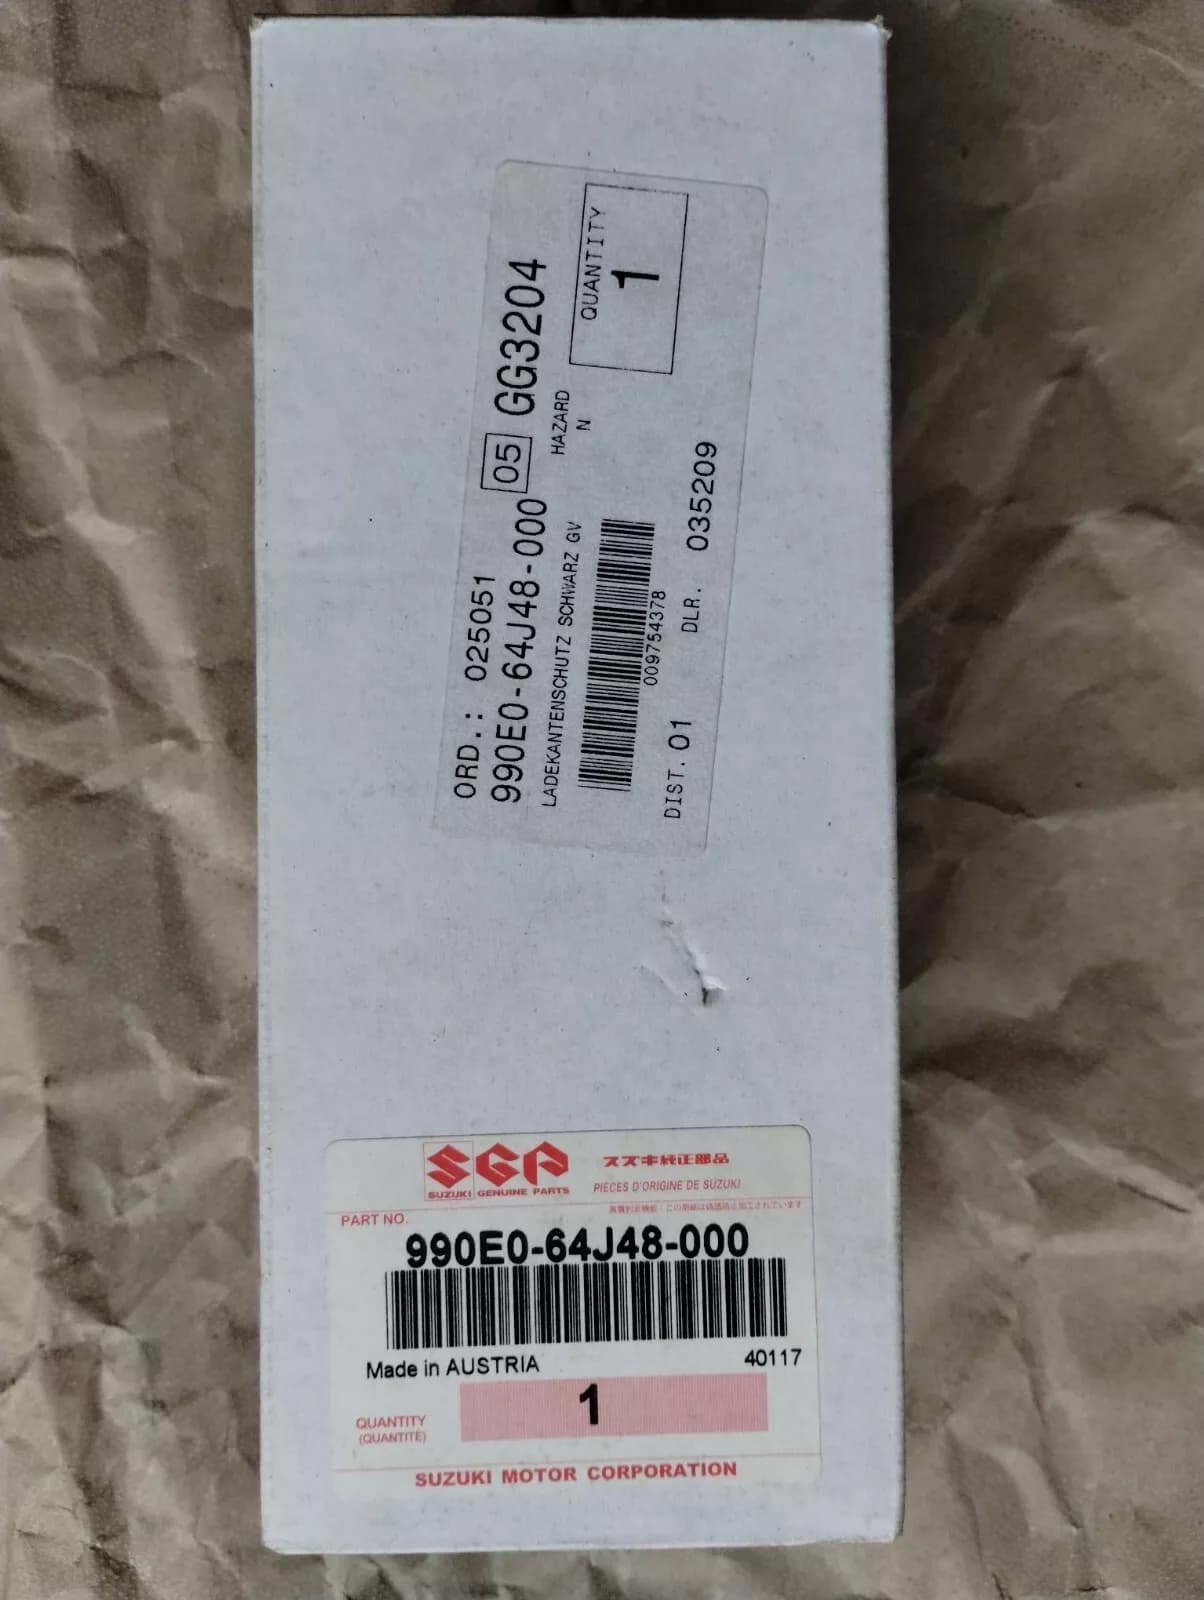 ORD.: 025051
990E0-64J48-000 05 GG3204
LADEKANTENSCHUTZ SCHWARZ GV
HAZARD
N
QUANTITY
1
009754378
DIST. 01 DLR. 035209
SGP
SUZUKI GENUINE PARTS
スズキ純正部品
PIÈCES D'ORIGINE DE SUZUKI
PART NO.
990E0-64J48-000
Made in AUSTRIA 40117
QUANTITY
(QUANTITÉ)
1
SUZUKI MOTOR CORPORATION